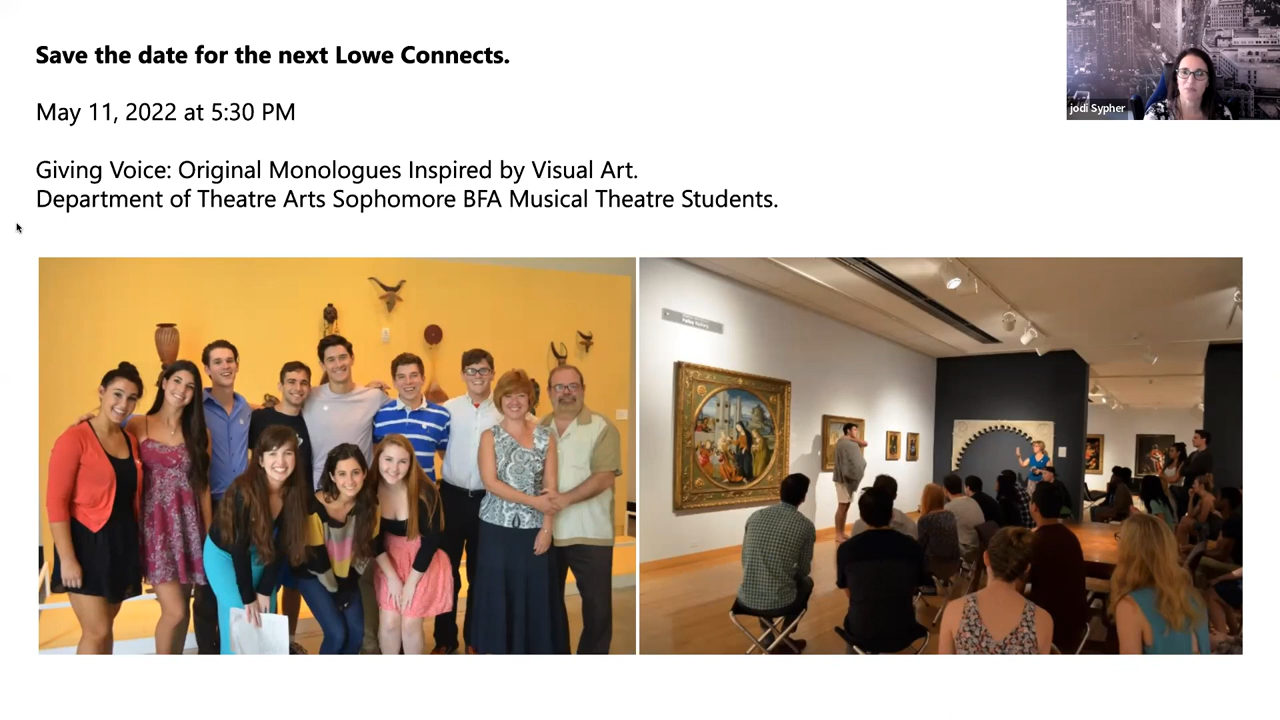 Save the date for the next Lowe Connects.
May 11, 2022 at 5:30 PM
Giving Voice: Original Monologues Inspired by Visual Art.
Department of Theatre Arts Sophomore BFA Musical Theatre Students.
jodi Sypher